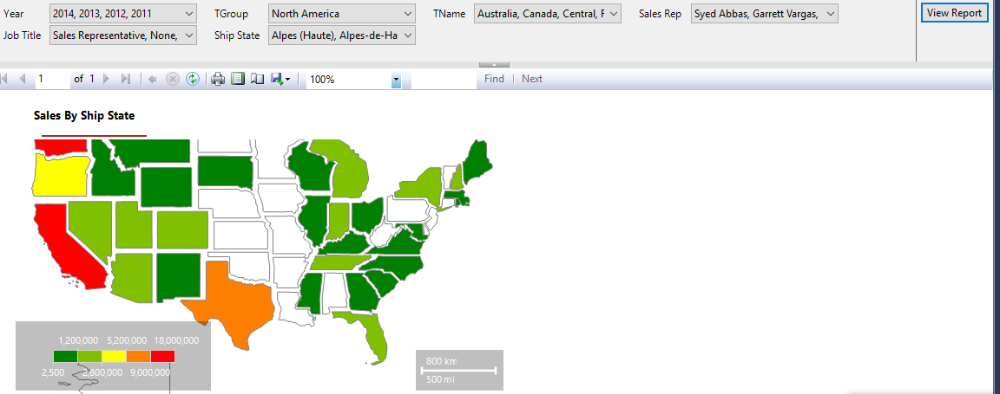 Year 2014, 2013, 2012, 2011 TGroup North America TName Australia, Canada, Central, F Sales Rep Syed Abbas, Garrett Vargas, View Report
Job Title Sales Representative, None, Ship State Alpes (Haute), Alpes-de-Ha
1 of 1 100% Find | Next
Sales By Ship State
1,200,000 5,200,000 18,000,000
2,500 2,800,000 9,000,000
800 km
500 mi